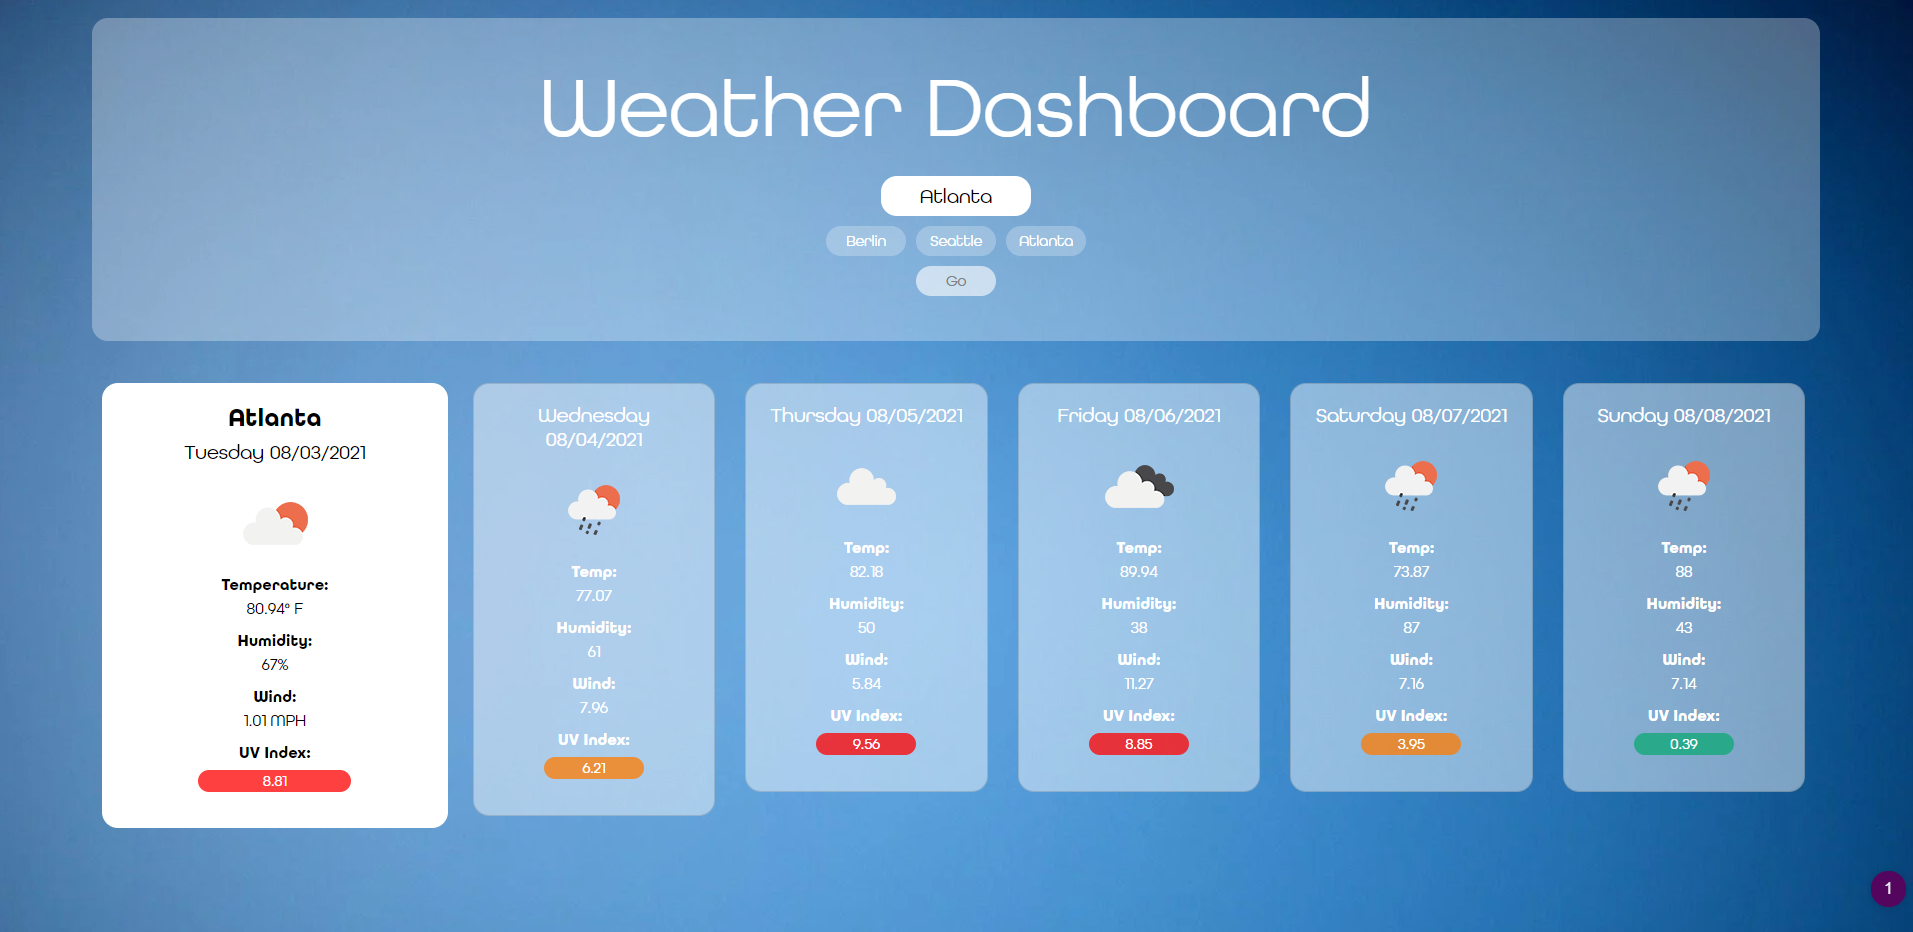 Weather Dashboard
Atlanta
Berlin Seattle Atlanta
Go
Atlanta
Tuesday 08/03/2021
Temperature:
80.94° F
Humidity:
67%
Wind:
1.01 MPH
UV Index:
8.81
Wednesday
08/04/2021
Temp:
77.07
Humidity:
61
Wind:
7.96
UV Index:
6.21
Thursday 08/05/2021
Temp:
82.18
Humidity:
50
Wind:
5.84
UV Index:
9.56
Friday 08/06/2021
Temp:
89.94
Humidity:
38
Wind:
11.27
UV Index:
8.85
Saturday 08/07/2021
Temp:
73.87
Humidity:
87
Wind:
7.16
UV Index:
3.95
Sunday 08/08/2021
Temp:
88
Humidity:
43
Wind:
7.14
UV Index:
0.39
1